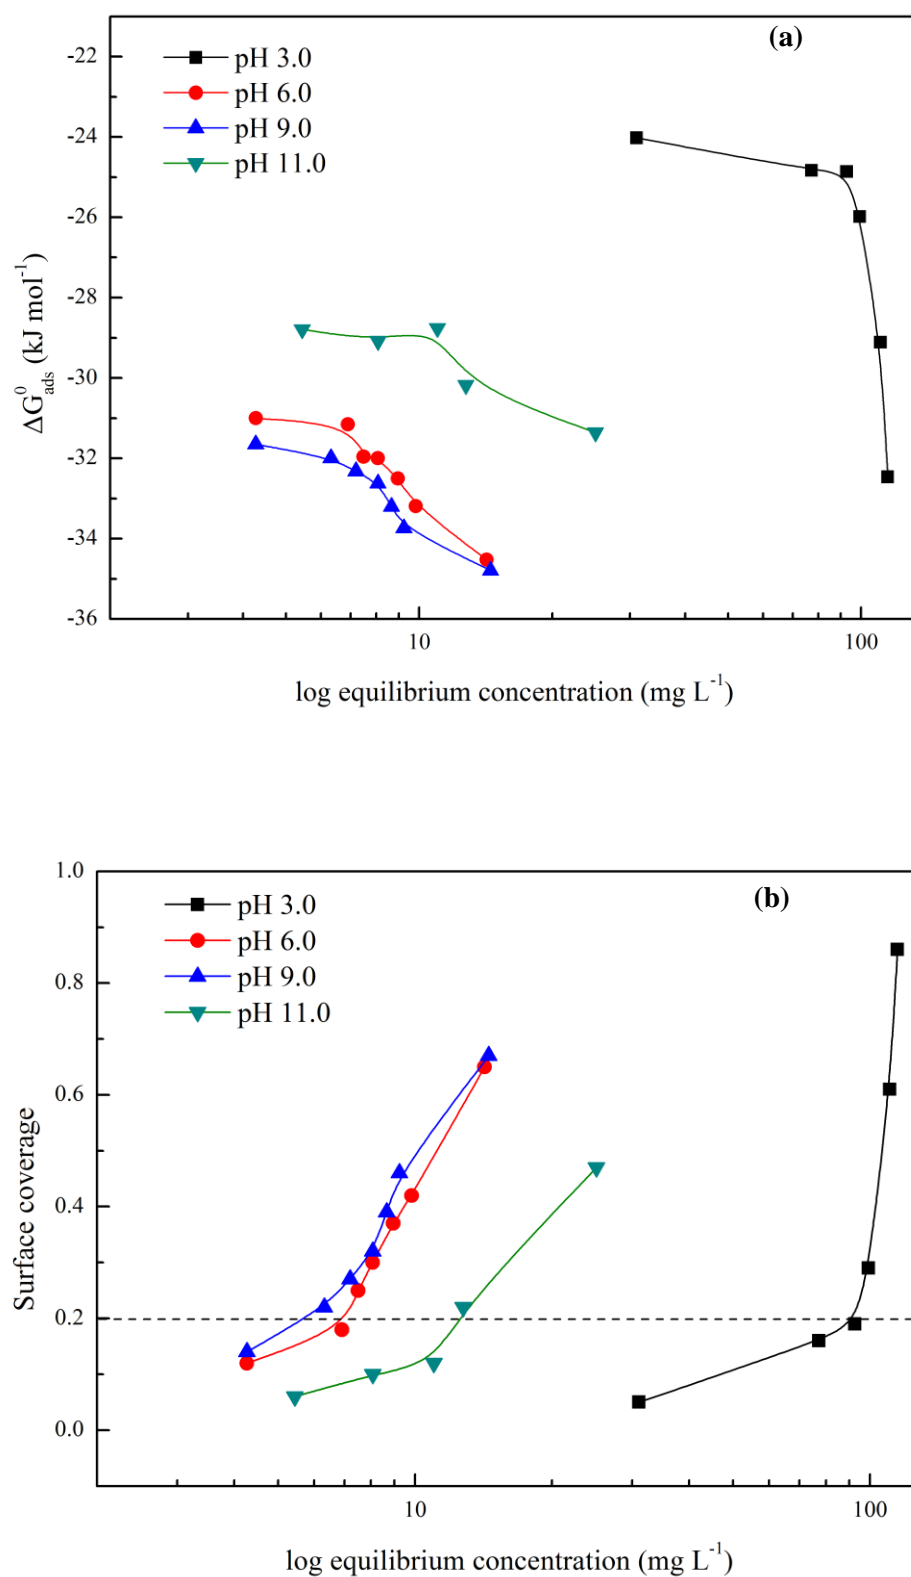 (a)
pH 3.0
pH 6.0
pH 9.0
pH 11.0
-22
-24
-26
-28
-30
-32
-34
-36
ΔG⁰ads (kJ mol⁻¹)
10
100
log equilibrium concentration (mg L⁻¹)
1.0
(b)
pH 3.0
pH 6.0
pH 9.0
pH 11.0
0.8
0.6
0.4
0.2
0.0
Surface coverage
10
100
log equilibrium concentration (mg L⁻¹)